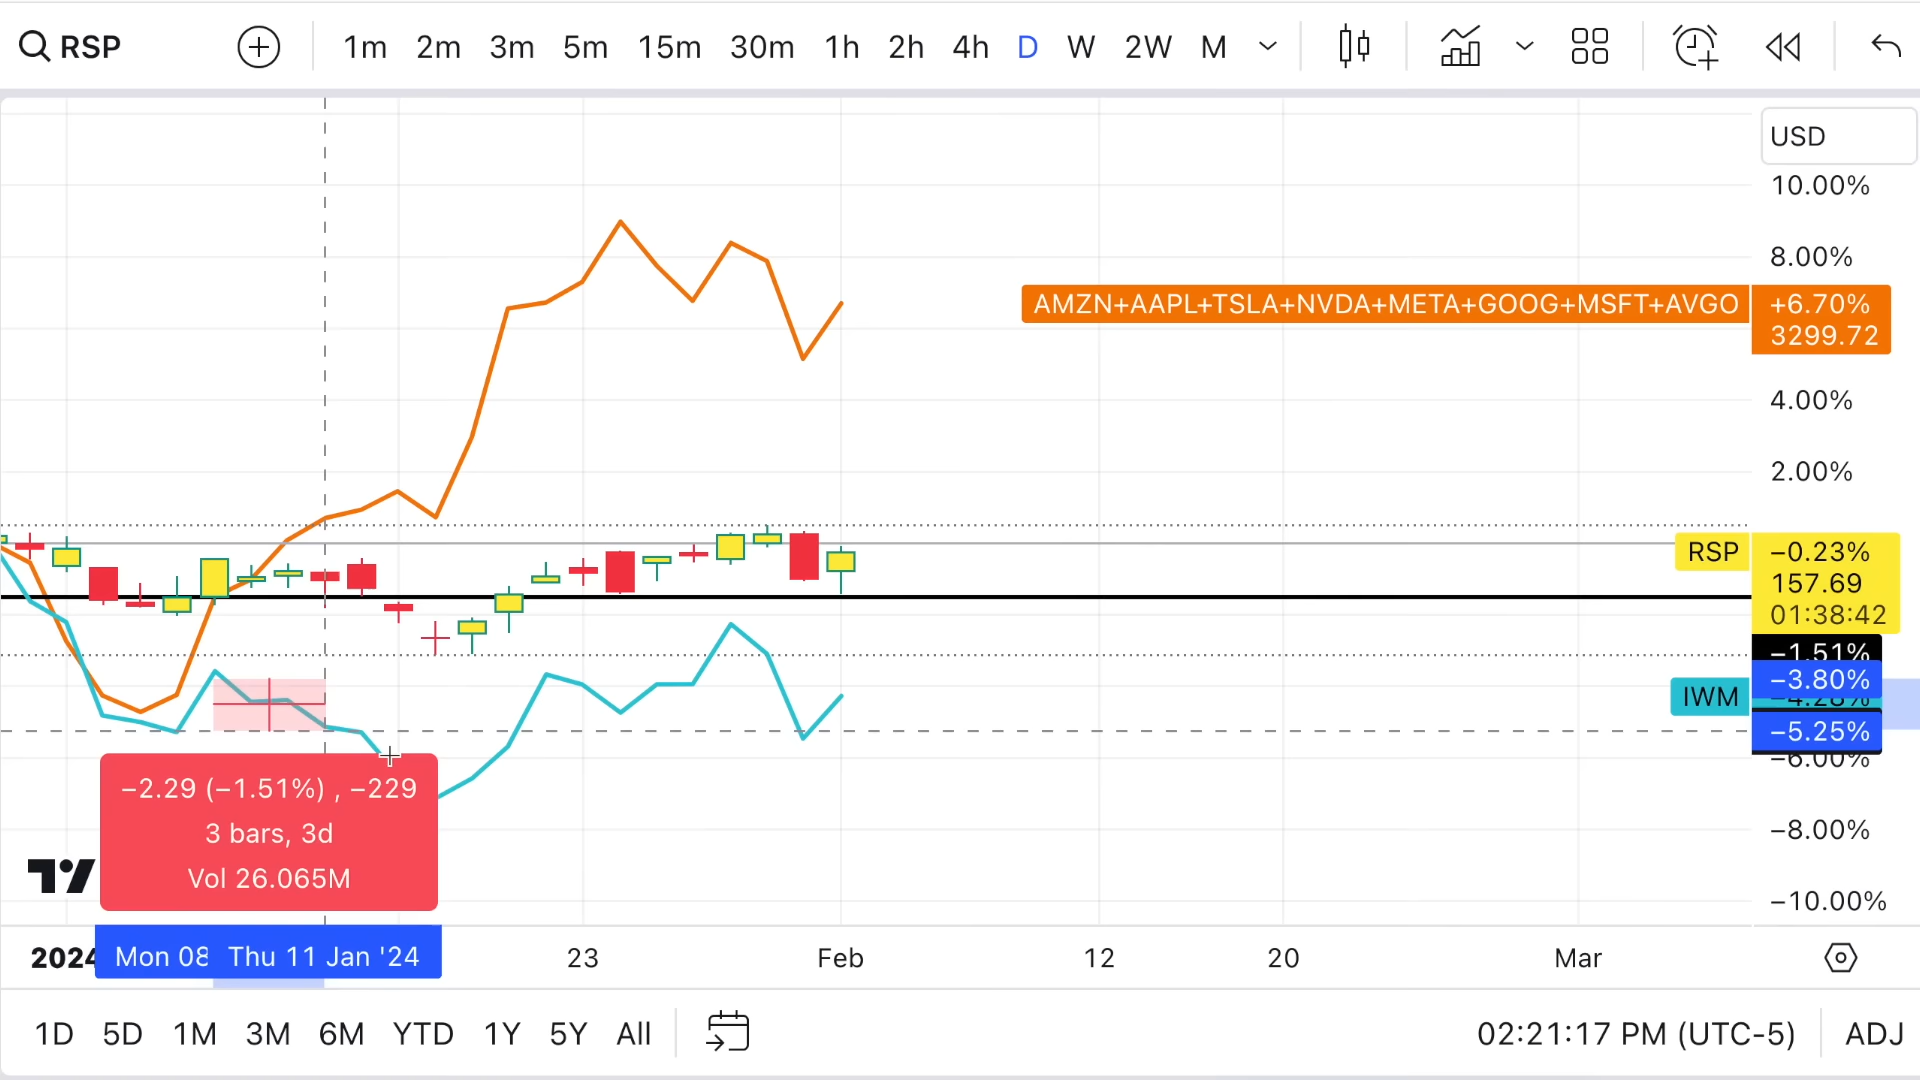 RSP
1m 2m 3m 5m 15m 30m 1h 2h 4h D W 2W M
USD
10.00%
8.00%
AMZN+AAPL+TSLA+NVDA+META+GOOG+MSFT+AVGO +6.70%
3299.72
4.00%
2.00%
RSP −0.23%
157.69
01:38:42
−1.51%
−3.80%
IWM −4.28%
−5.25%
−6.00%
−2.29 (−1.51%) , −229
3 bars, 3d
Vol 26.065M
−8.00%
−10.00%
2024 Mon 08 Thu 11 Jan '24 23 Feb 12 20 Mar
1D 5D 1M 3M 6M YTD 1Y 5Y All
02:21:17 PM (UTC-5) ADJ